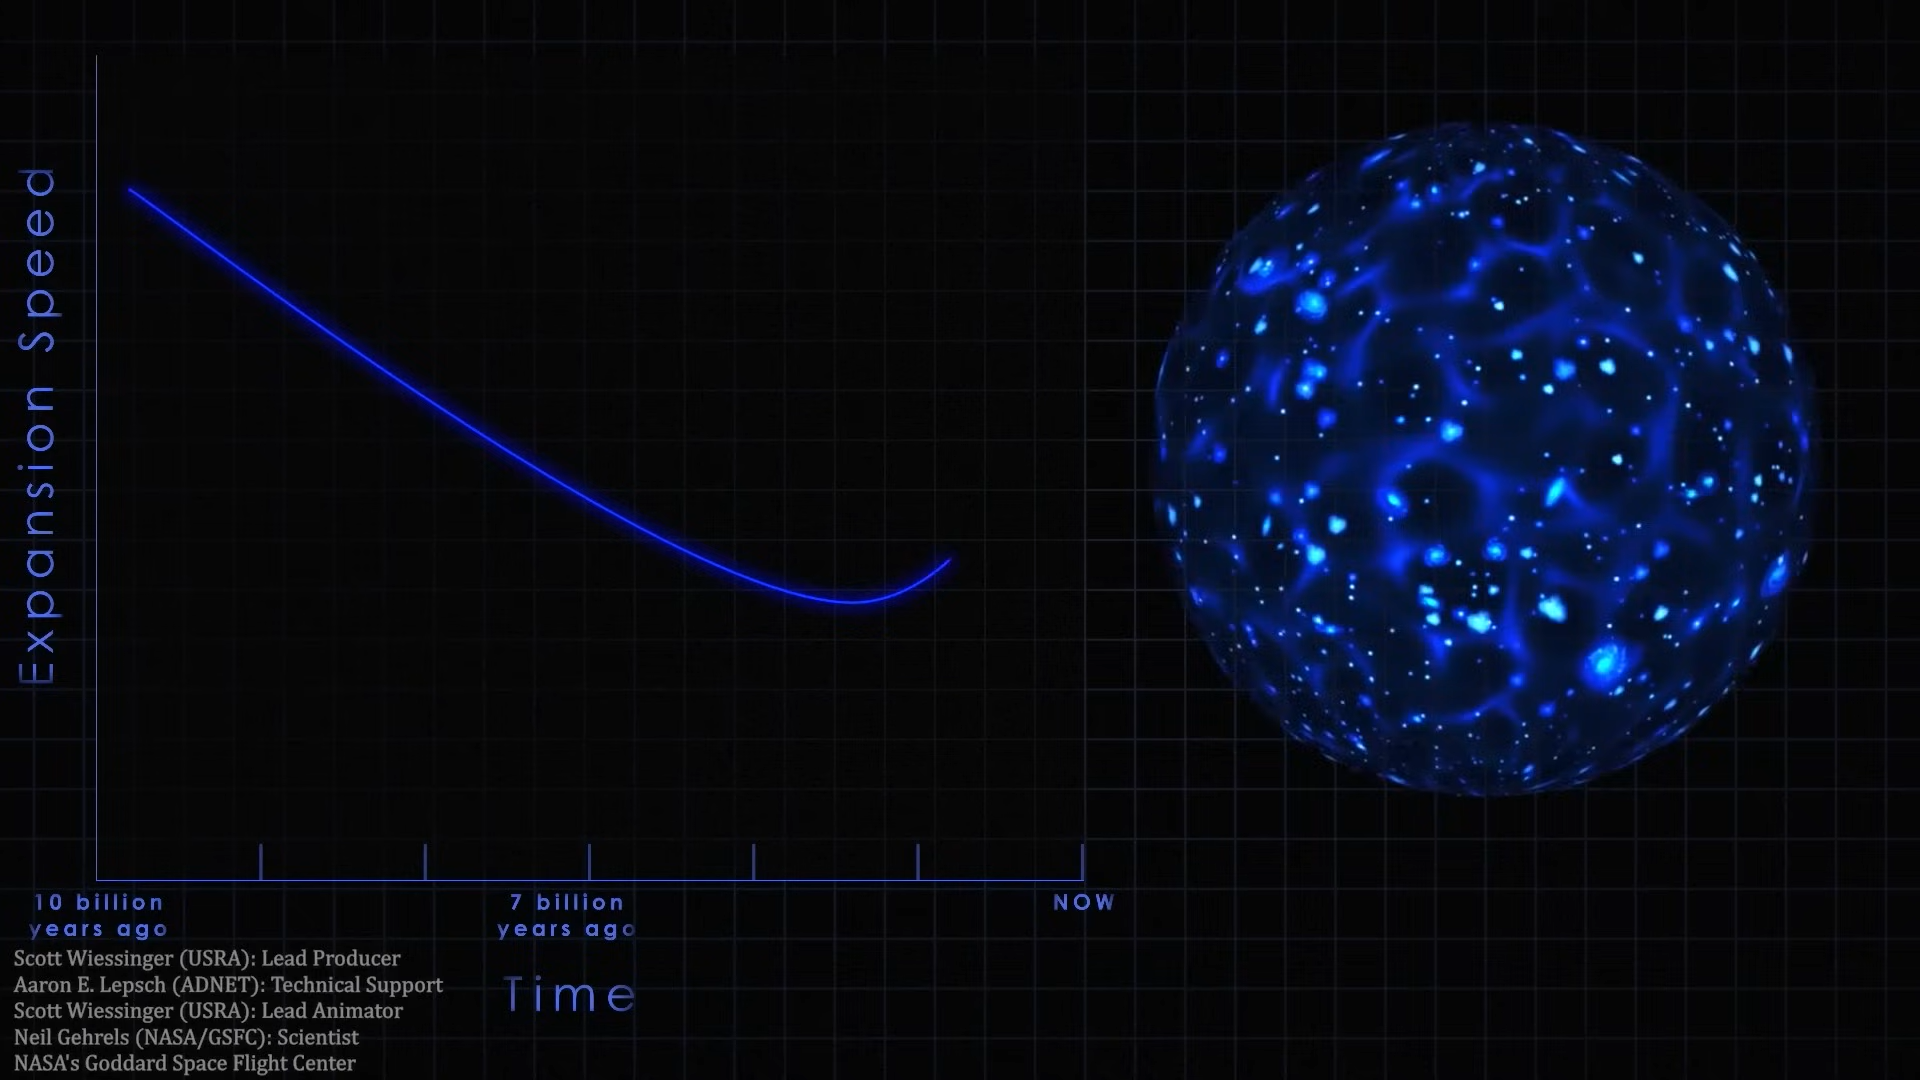 Expansion Speed
10 billion
years ago
7 billion
years ago
NOW
Time
Scott Wiessinger (USRA): Lead Producer
Aaron E. Lepsch (ADNET): Technical Support
Scott Wiessinger (USRA): Lead Animator
Neil Gehrels (NASA/GSFC): Scientist
NASA's Goddard Space Flight Center